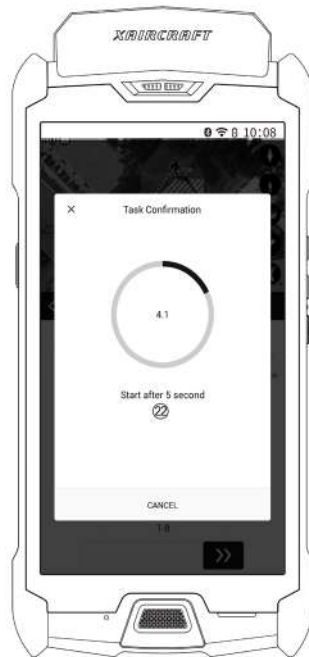 XAIRCRAFT
10:08
× Task Confirmation
4.1
Start after 5 second
㉒
CANCEL
1-8